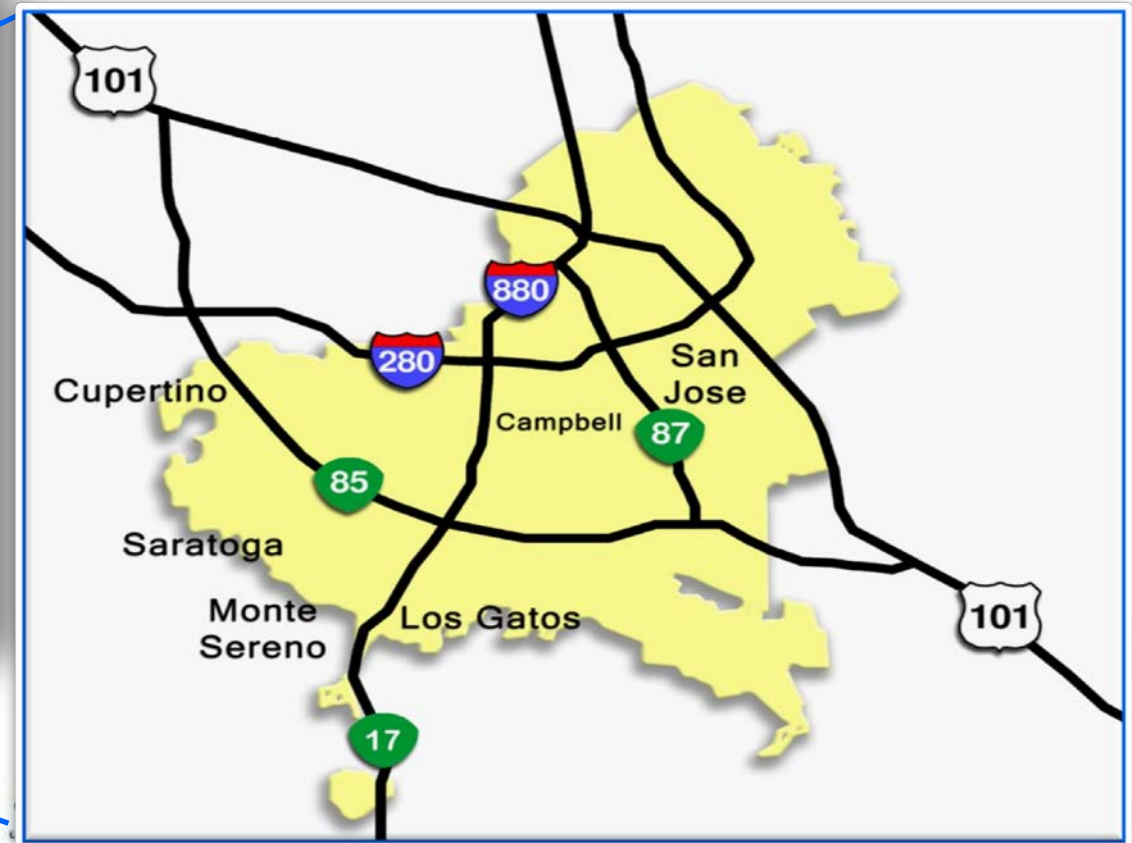 101
880
280
San
Jose
Cupertino
Campbell
87
85
Saratoga
Monte
Sereno
Los Gatos
101
17